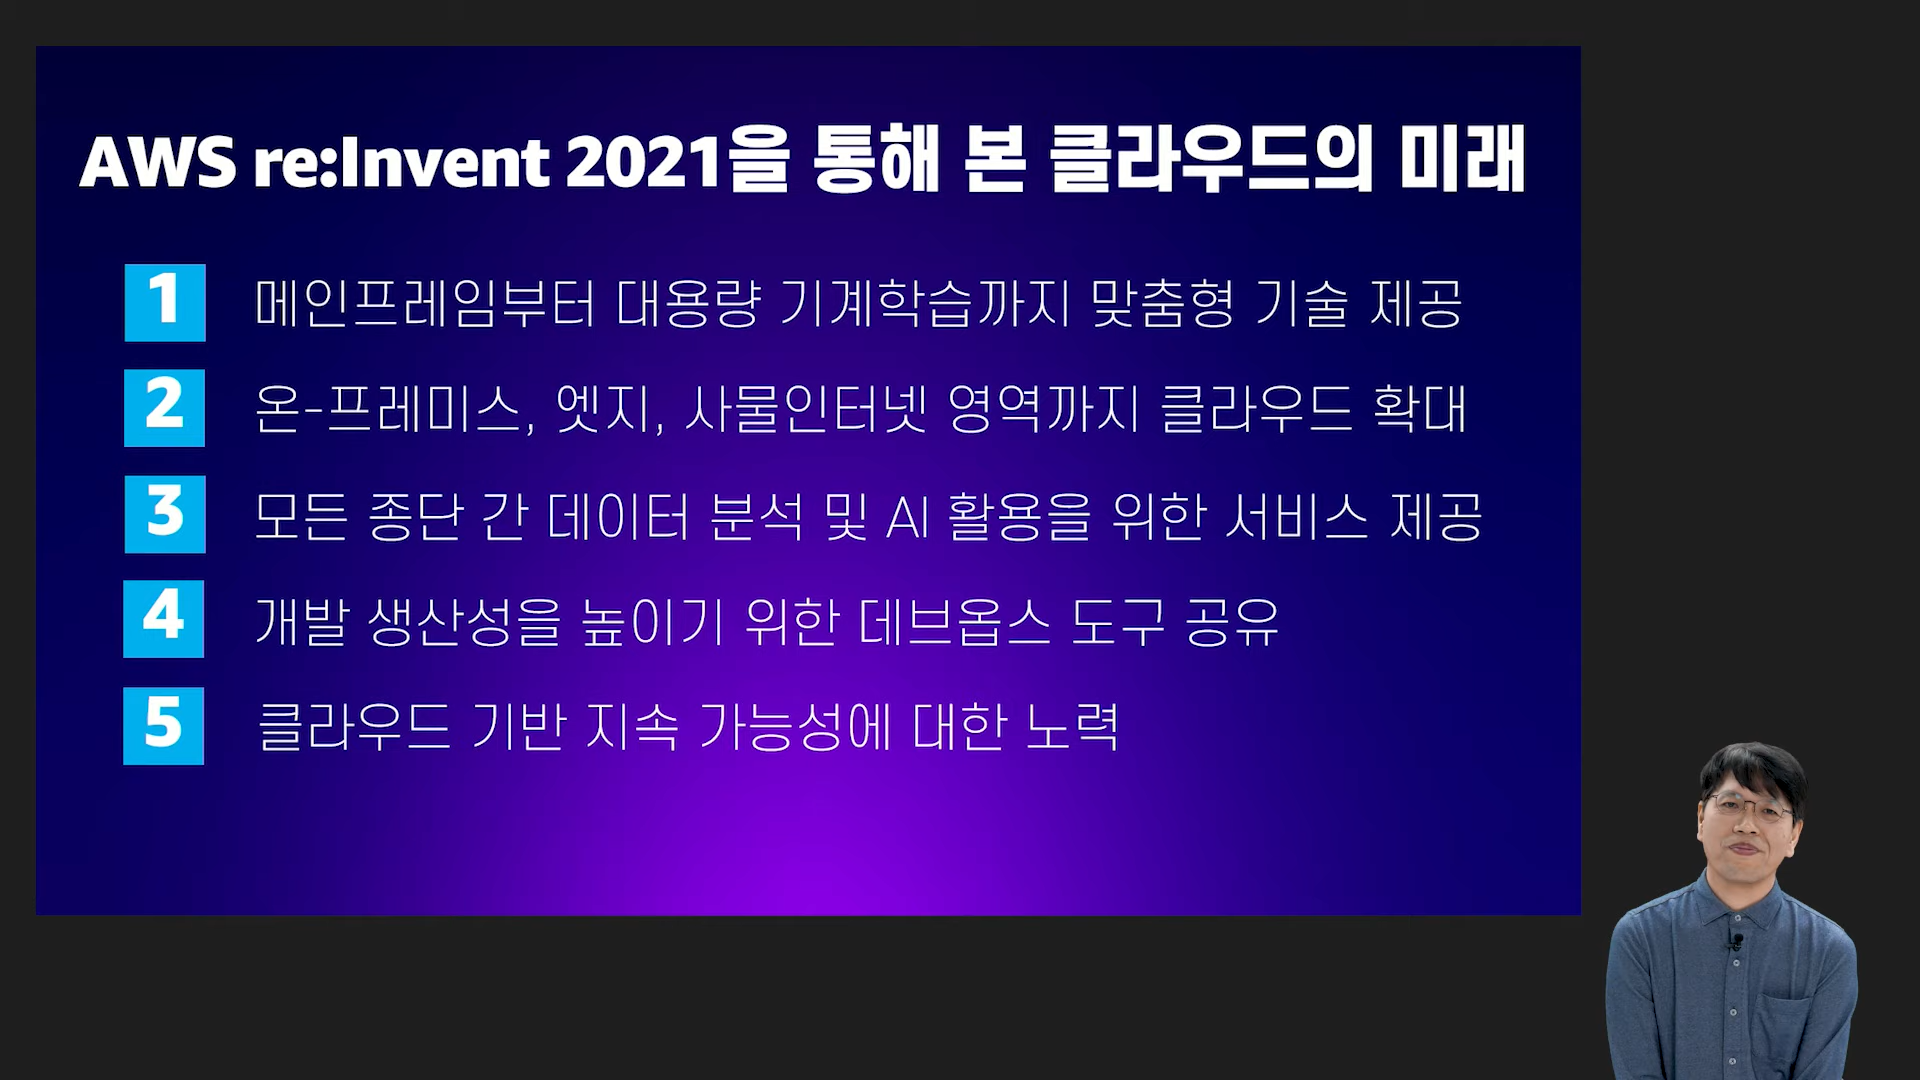 AWS re:Invent 2021을 통해 본 클라우드의 미래
1 메인프레임부터 대용량 기계학습까지 맞춤형 기술 제공
2 온-프레미스, 엣지, 사물인터넷 영역까지 클라우드 확대
3 모든 종단 간 데이터 분석 및 AI 활용을 위한 서비스 제공
4 개발 생산성을 높이기 위한 데브옵스 도구 공유
5 클라우드 기반 지속 가능성에 대한 노력